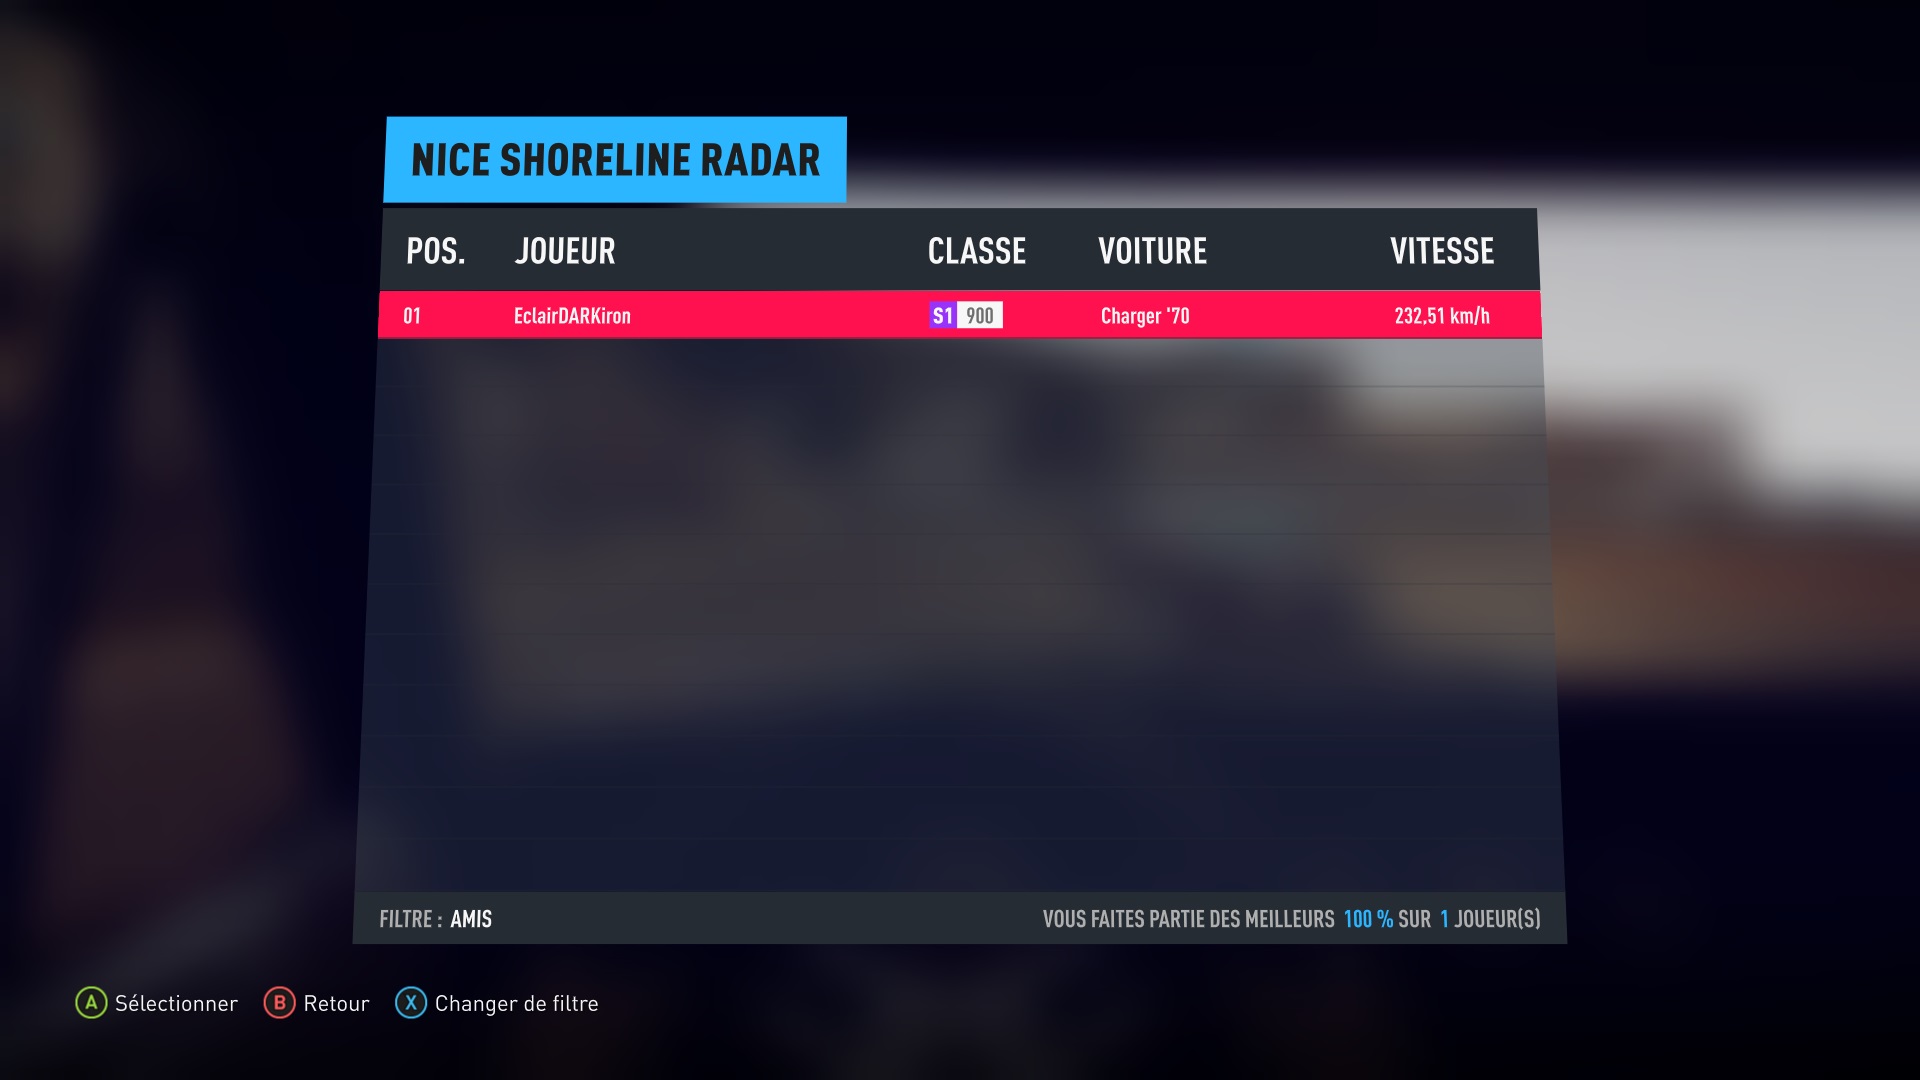 NICE SHORELINE RADAR
POS. JOUEUR CLASSE VOITURE VITESSE
01 EclairDARKiron S1 900 Charger '70 232,51 km/h
FILTRE : AMIS VOUS FAITES PARTIE DES MEILLEURS 100 % SUR 1 JOUEUR(S)
A Sélectionner B Retour X Changer de filtre